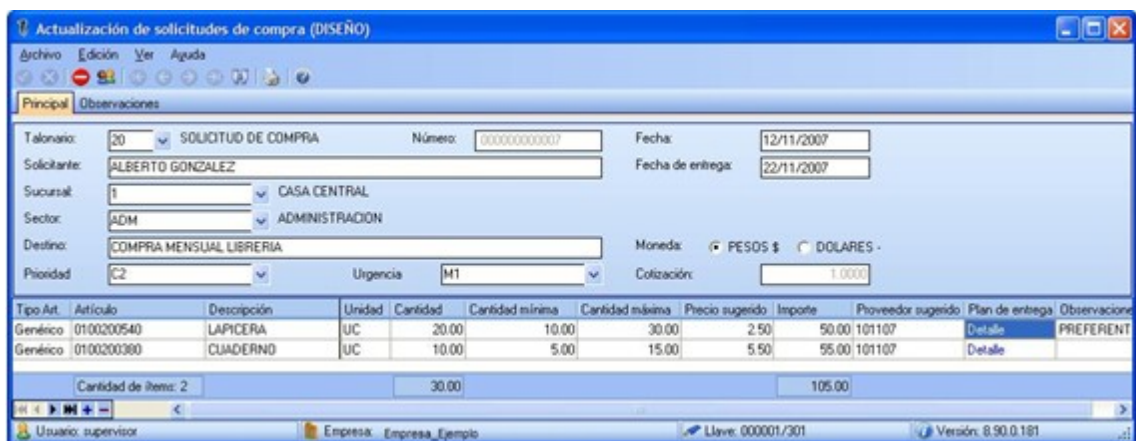 Actualización de solicitudes de compra (DISEÑO)
Archivo Edición Ver Ayuda
Principal Observaciones
Talonario: 20 SOLICITUD DE COMPRA Número: 000000000007 Fecha: 12/11/2007
Solicitante: ALBERTO GONZALEZ Fecha de entrega: 22/11/2007
Sucursal: 1 CASA CENTRAL
Sector: ADM ADMINISTRACION
Destino: COMPRA MENSUAL LIBRERIA Moneda: PESOS $ DOLARES -
Prioridad C2 Urgencia M1 Cotización: 1.0000
Tipo Art. Artículo Descripción Unidad Cantidad Cantidad mínima Cantidad máxima Precio sugerido Importe Proveedor sugerido Plan de entrega Observacione
Genérico 0100200540 LAPICERA UC 20.00 10.00 30.00 2.50 50.00 101107 Detalle PREFERENT
Genérico 0100200380 CUADERNO UC 10.00 5.00 15.00 5.50 55.00 101107 Detalle
Cantidad de ítems: 2 30.00 105.00
Usuario: supervisor Empresa: Empresa_Ejemplo Llave: 000001/301 Versión: 8.90.0.181